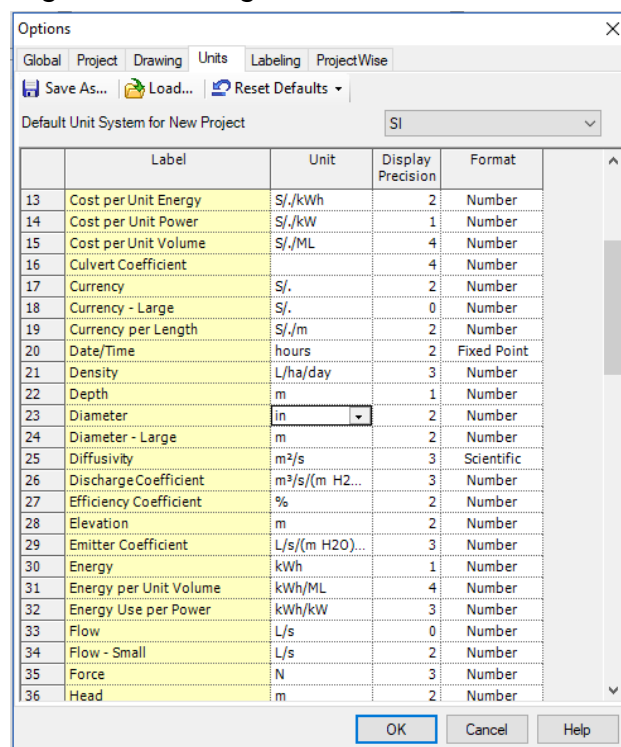 Options
Global Project Drawing Units Labeling ProjectWise
Save As... Load... Reset Defaults
Default Unit System for New Project SI
Label Unit Display Precision Format
13 Cost per Unit Energy S/./kWh 2 Number
14 Cost per Unit Power S/./kW 1 Number
15 Cost per Unit Volume S/./ML 4 Number
16 Culvert Coefficient 4 Number
17 Currency S/. 2 Number
18 Currency - Large S/. 0 Number
19 Currency per Length S/./m 2 Number
20 Date/Time hours 2 Fixed Point
21 Density L/ha/day 3 Number
22 Depth m 1 Number
23 Diameter in 2 Number
24 Diameter - Large m 2 Number
25 Diffusivity m²/s 3 Scientific
26 Discharge Coefficient m³/s/(m H2... 3 Number
27 Efficiency Coefficient % 2 Number
28 Elevation m 2 Number
29 Emitter Coefficient L/s/(m H2O)... 3 Number
30 Energy kWh 1 Number
31 Energy per Unit Volume kWh/ML 4 Number
32 Energy Use per Power kWh/kW 3 Number
33 Flow L/s 0 Number
34 Flow - Small L/s 2 Number
35 Force N 3 Number
36 Head m 2 Number
OK Cancel Help